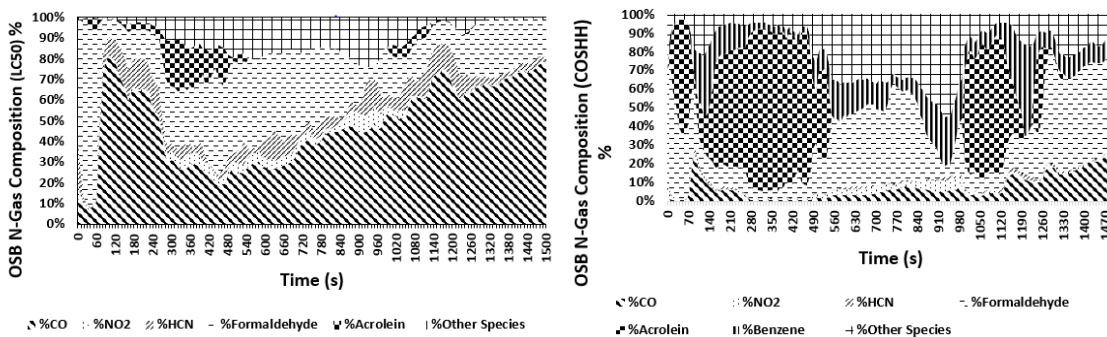 OSB N-Gas Composition (LC50) %
100%
90%
80%
70%
60%
50%
40%
30%
20%
10%
0%
0 60 120 180 240 300 360 420 480 540 600 660 720 780 840 900 960 1020 1080 1140 1200 1260 1320 1380 1440 1500
Time (s)
%CO %NO2 %HCN %Formaldehyde %Acrolein %Other Species
OSB N-Gas Composition (COSHH)
%
100%
90%
80%
70%
60%
50%
40%
30%
20%
10%
0%
0 70 140 210 280 350 420 490 560 630 700 770 840 910 980 1050 1120 1190 1260 1330 1400 1470
Time (s)
%CO %NO2 %HCN %Formaldehyde
%Acrolein %Benzene %Other Species